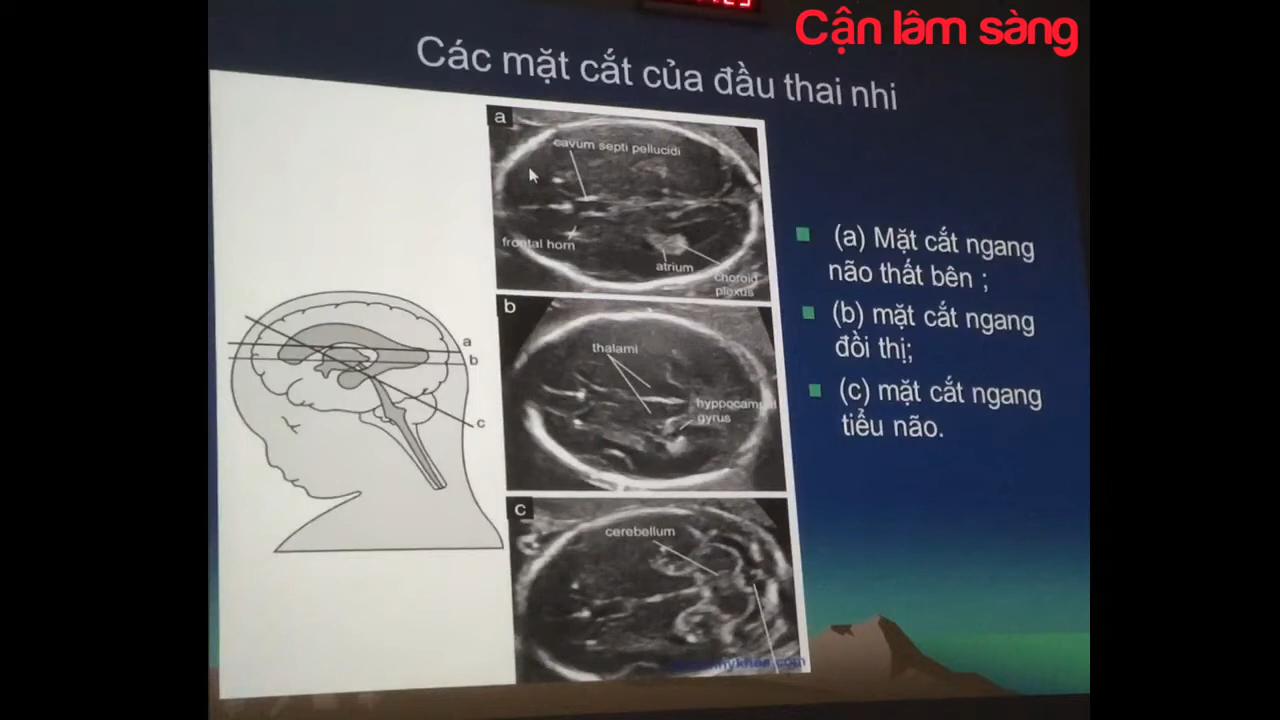 Cận lâm sàng
Các mặt cắt của đầu thai nhi
a
cavum septi pellucidi
frontal horn
atrium
choroid
plexus
b
thalami
hyppocampal
gyrus
c
cerebellum
a
b
c
(a) Mặt cắt ngang
não thất bên ;
(b) mặt cắt ngang
đồi thị;
(c) mặt cắt ngang
tiểu não.